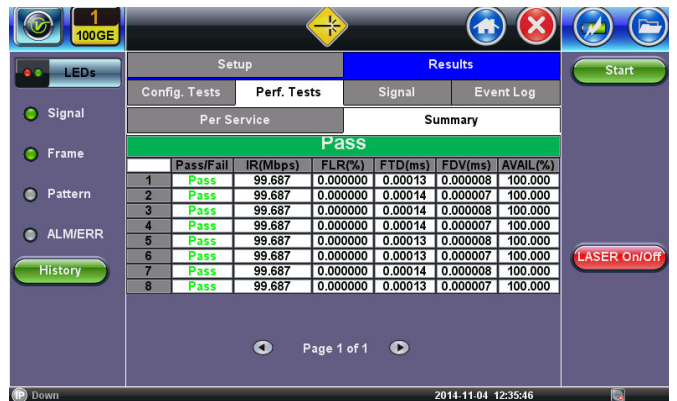 1
100GE
LEDs
Setup
Results
Start
Config. Tests
Perf. Tests
Signal
Event Log
Signal
Per Service
Summary
Pass
Frame
Pass/Fail IR(Mbps) FLR(%) FTD(ms) FDV(ms) AVAIL(%)
1 Pass 99.687 0.000000 0.00013 0.000008 100.000
2 Pass 99.687 0.000000 0.00014 0.000007 100.000
3 Pass 99.687 0.000000 0.00014 0.000008 100.000
4 Pass 99.687 0.000000 0.00014 0.000007 100.000
5 Pass 99.687 0.000000 0.00013 0.000008 100.000
6 Pass 99.687 0.000000 0.00013 0.000007 100.000
7 Pass 99.687 0.000000 0.00014 0.000008 100.000
8 Pass 99.687 0.000000 0.00013 0.000007 100.000
Pattern
ALM/ERR
History
LASER On/Off
Page 1 of 1
IP Down
2014-11-04 12:35:46